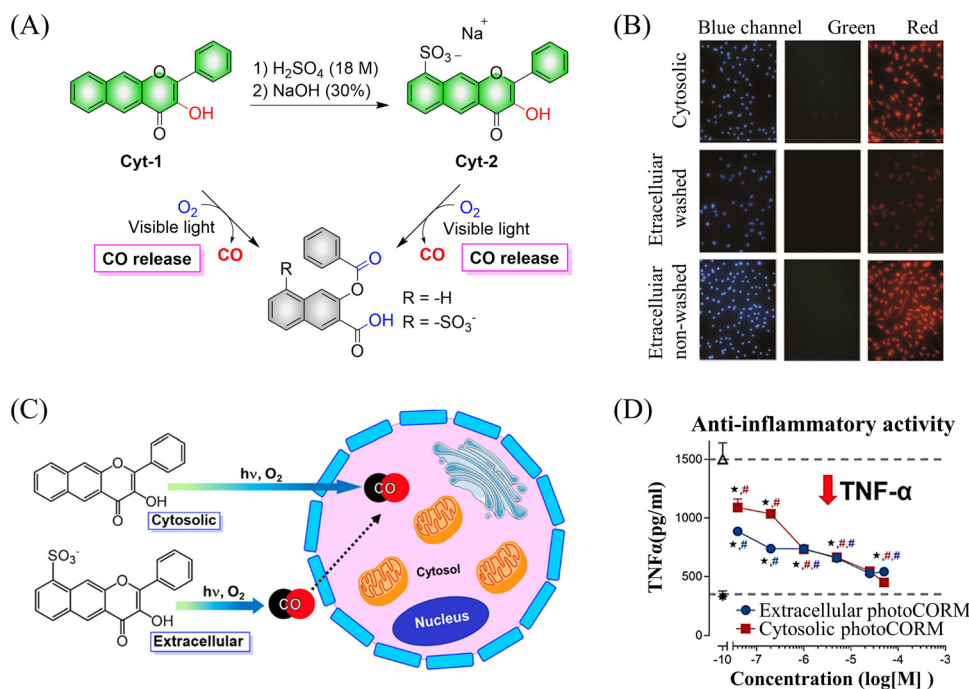 (A)
Na+
SO3−
O
OH
O
Cyt-1
1) H2SO4 (18 M)
2) NaOH (30%)
O
OH
O
Cyt-2
O2
Visible light
CO release
CO
O2
Visible light
CO
CO release
R
O
O
OH
O
R = -H
R = -SO3-
(B)
Blue channel
Green
Red
Cytosolic
Etracelluiar
washed
Etracelluiar
non-washed
(C)
O
OH
O
Cytosolic
hν, O2
CO
SO3-
O
OH
O
Extracellular
hν, O2
CO
Cytosol
Nucleus
(D)
Anti-inflammatory activity
TNFα(pg/ml)
1500
1000
500
0
TNF-α
★,#
★,#
★,#
★,#
★,#,#
★,#,#
★,#,#
Extracellular photoCORM
Cytosolic photoCORM
-10 -7 -6 -5 -4 -3
Concentration (log[M] )